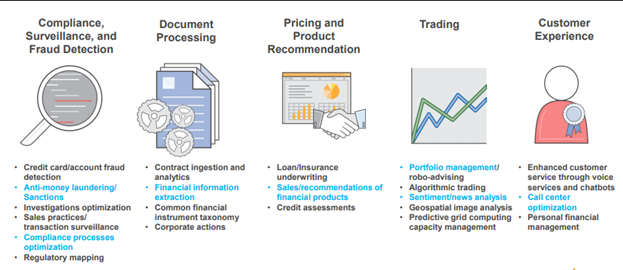 Compliance,
Surveillance, and
Fraud Detection
• Credit card/account fraud
detection
• Anti-money laundering/
Sanctions
• Investigations optimization
• Sales practices/
transaction surveillance
• Compliance processes
optimization
• Regulatory mapping
Document
Processing
• Contract ingestion and
analytics
• Financial information
extraction
• Common financial
instrument taxonomy
• Corporate actions
Pricing and
Product
Recommendation
• Loan/Insurance
underwriting
• Sales/recommendations of
financial products
• Credit assessments
Trading
• Portfolio management/
robo-advising
• Algorithmic trading
• Sentiment/news analysis
• Geospatial image analysis
• Predictive grid computing
capacity management
Customer
Experience
• Enhanced customer
service through voice
services and chatbots
• Call center
optimization
• Personal financial
management